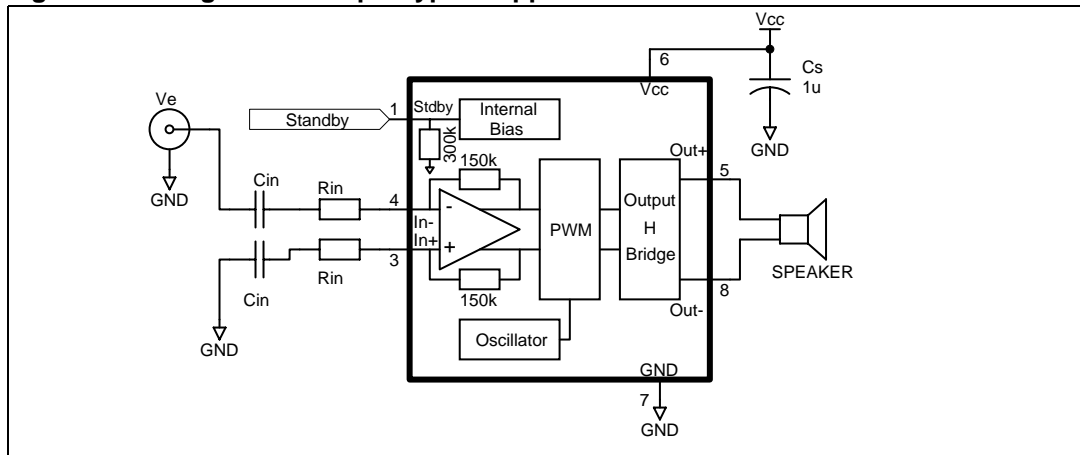 Vcc
6
Cs
1u
Vcc
Ve
1
Stdby
Internal
Bias
Standby
300k
GND
Out+
150k
5
GND
Cin
Rin
4
In-
-
PWM
Output
H
Bridge
In+
+
3
SPEAKER
Rin
150k
8
Cin
Out-
Oscillator
GND
GND
7
GND